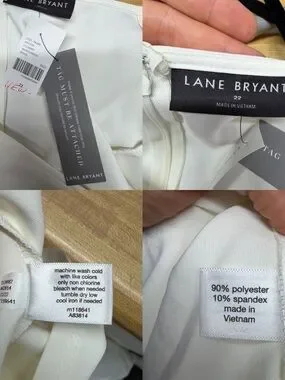 TAG MUST BE ATTACHED
LANE BRYANT
LANE BRYANT
22
MADE IN VIETNAM
TAG
machine wash cold
with like colors
only non chlorine
bleach when needed
tumble dry low
cool iron if needed
rn118641
A83814
90% polyester
10% spandex
made in
Vietnam